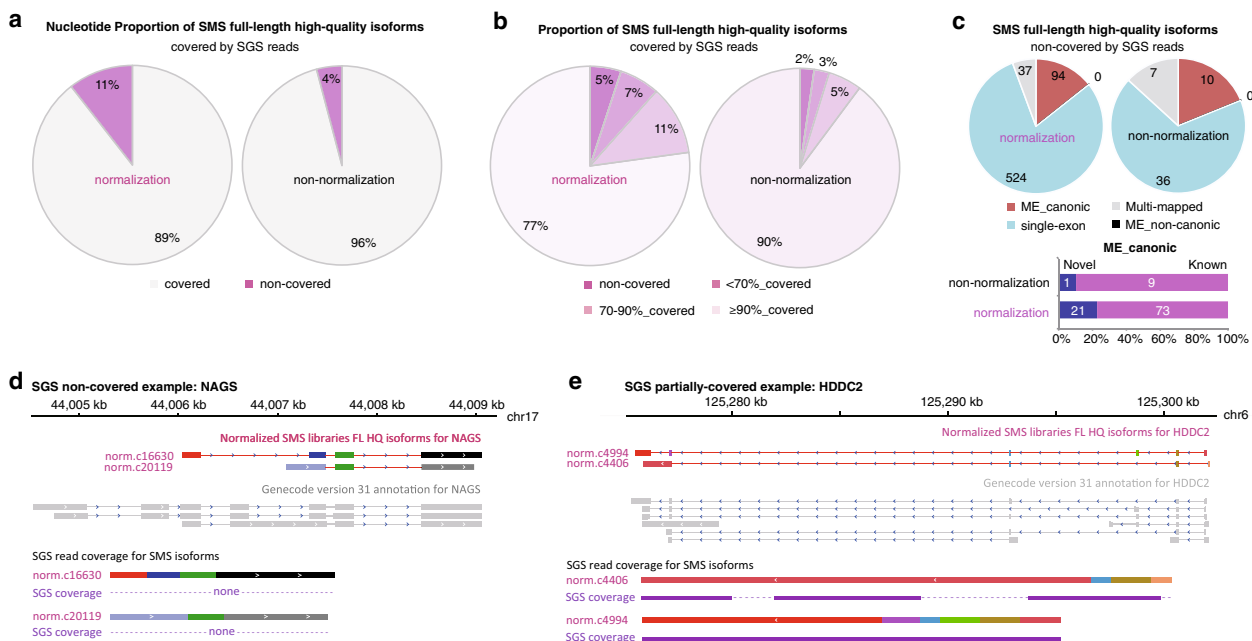 a
Nucleotide Proportion of SMS full-length high-quality isoforms
covered by SGS reads
11%
4%
normalization
non-normalization
89%
96%
covered
non-covered
b
Proportion of SMS full-length high-quality isoforms
covered by SGS reads
5%
7%
11%
2%
3%
5%
normalization
non-normalization
77%
90%
non-covered
<70%_covered
70-90%_covered
≥90%_covered
c
SMS full-length high-quality isoforms
non-covered by SGS reads
37
94
0
7
10
0
normalization
non-normalization
524
36
ME_canonic
Multi-mapped
single-exon
ME_non-canonic
ME_canonic
Novel
Known
non-normalization
1
9
normalization
21
73
0% 20% 40% 60% 80% 100%
d
SGS non-covered example: NAGS
44,005 kb 44,006 kb 44,007 kb 44,008 kb 44,009 kb
chr17
Normalized SMS libraries FL HQ isoforms for NAGS
norm.c16630
norm.c20119
Genecode version 31 annotation for NAGS
SGS read coverage for SMS isoforms
norm.c16630
SGS coverage
none
norm.c20119
SGS coverage
none
e
SGS partially-covered example: HDDC2
125,280 kb 125,290 kb 125,300 kb
chr6
Normalized SMS libraries FL HQ isoforms for HDDC2
norm.c4994
norm.c4406
Genecode version 31 annotation for HDDC2
SGS read coverage for SMS isoforms
norm.c4406
SGS coverage
norm.c4994
SGS coverage